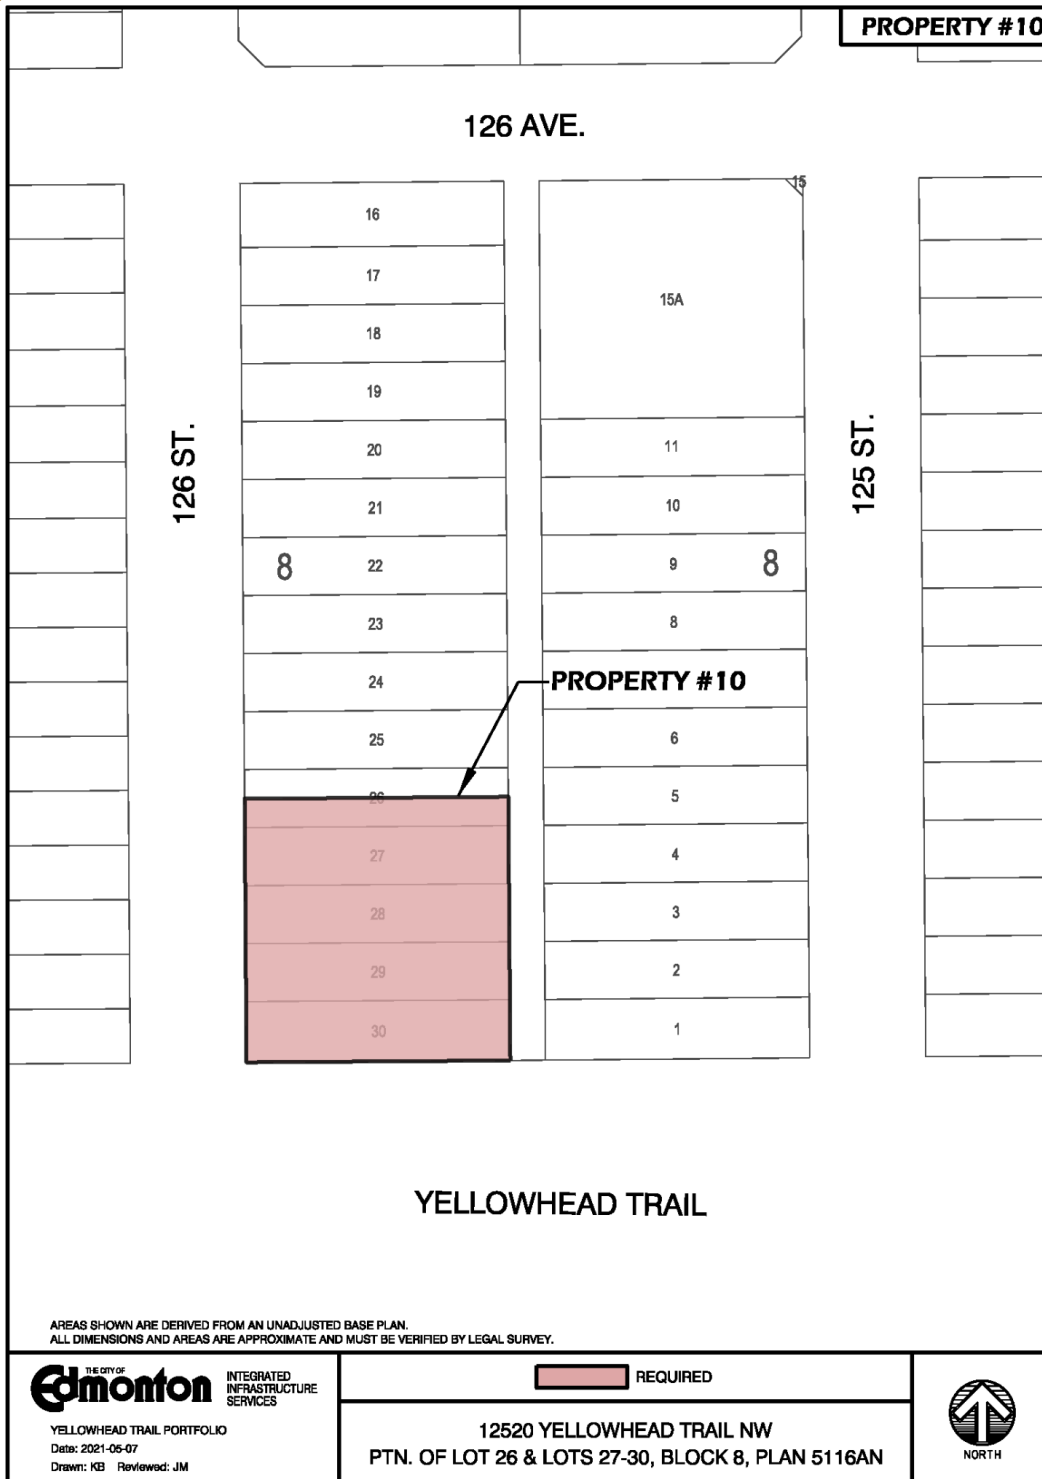 PROPERTY #10
126 AVE.
15
16
17
15A
18
19
20
11
126 ST.
125 ST.
21
10
8
22
9
8
23
8
24
PROPERTY #10
25
6
26
5
27
4
28
3
29
2
30
1
YELLOWHEAD TRAIL
AREAS SHOWN ARE DERIVED FROM AN UNADJUSTED BASE PLAN.
ALL DIMENSIONS AND AREAS ARE APPROXIMATE AND MUST BE VERIFIED BY LEGAL SURVEY.
THE CITY OF
Edmonton
INTEGRATED
INFRASTRUCTURE
SERVICES
YELLOWHEAD TRAIL PORTFOLIO
Date: 2021-05-07
Drawn: KB Reviewed: JM
REQUIRED
12520 YELLOWHEAD TRAIL NW
PTN. OF LOT 26 & LOTS 27-30, BLOCK 8, PLAN 5116AN
NORTH